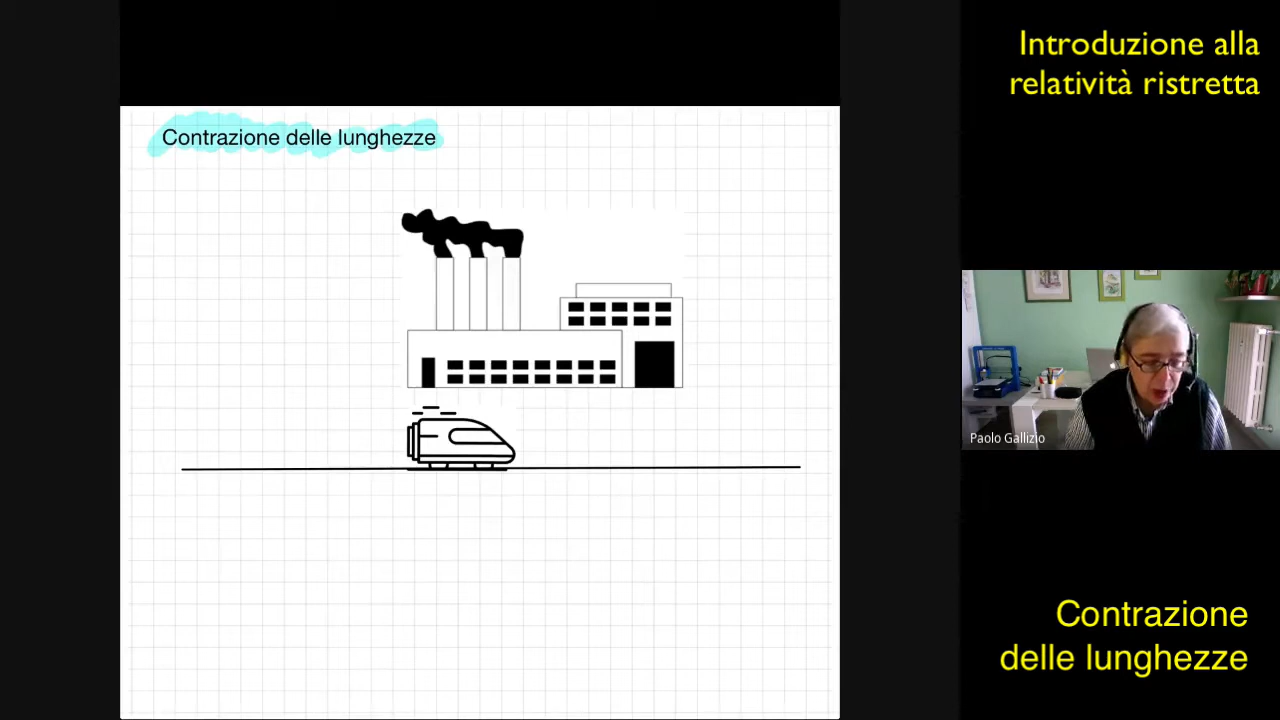 Contrazione delle lunghezze
Introduzione alla
relatività ristretta
Paolo Gallizio
Contrazione
delle lunghezze